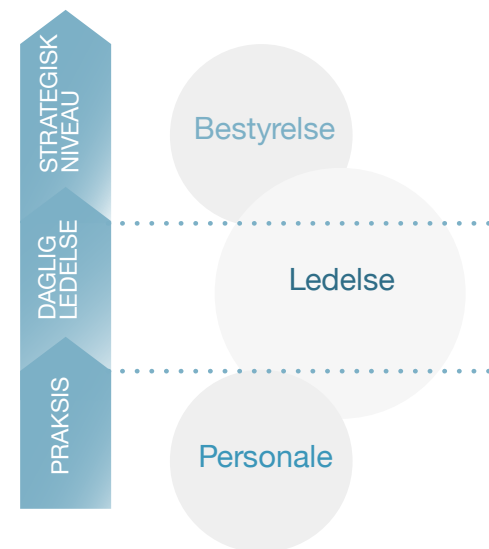 STRATEGISK
NIVEAU
Bestyrelse
DAGLIG
LEDELSE
Ledelse
PRAKSIS
Personale